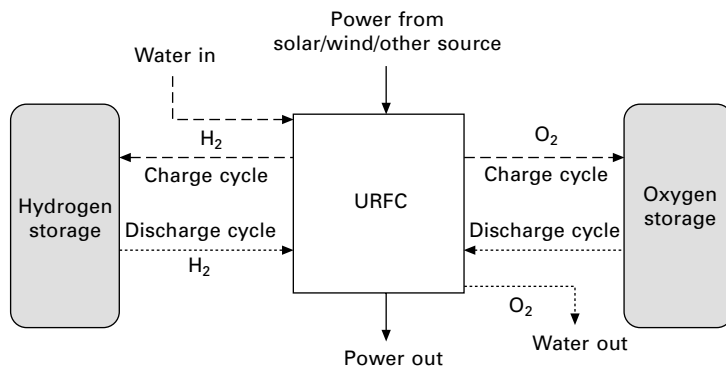 Power from
solar/wind/other source
Water in
H₂
O₂
Charge cycle
Charge cycle
Hydrogen
storage
URFC
Oxygen
storage
Discharge cycle
Discharge cycle
H₂
O₂
Water out
Power out